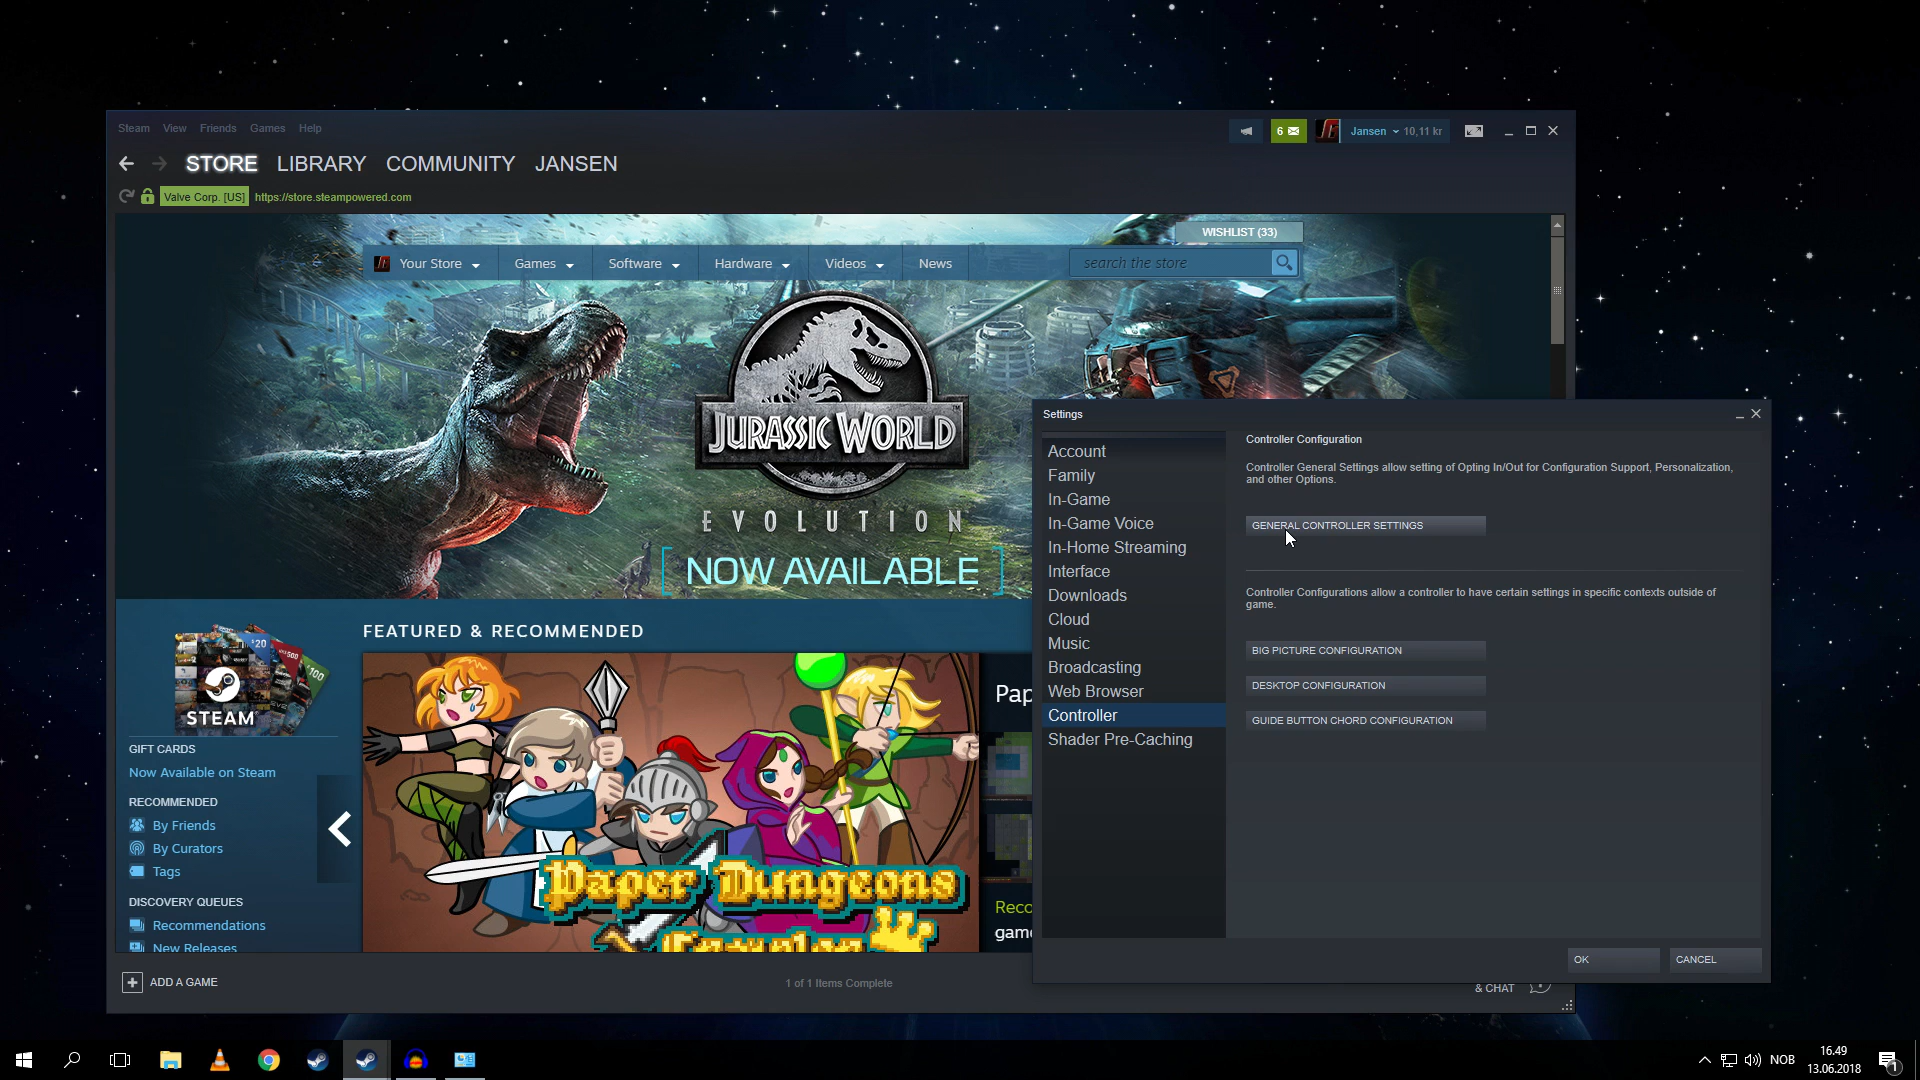 Steam View Friends Games Help
6
Jansen 10,11 kr
STORE LIBRARY COMMUNITY JANSEN
Valve Corp. [US] https://store.steampowered.com
WISHLIST (33)
Your Store Games Software Hardware Videos News
search the store
JURASSIC WORLD
EVOLUTION
NOW AVAILABLE
FEATURED & RECOMMENDED
STEAM
GIFT CARDS
Now Available on Steam
RECOMMENDED
By Friends
By Curators
Tags
DISCOVERY QUEUES
Recommendations
New Releases
Paper Dungeons
Crawler
Pap
Reco
game
ADD A GAME
1 of 1 Items Complete
& CHAT
Settings
Account
Family
In-Game
In-Game Voice
In-Home Streaming
Interface
Downloads
Cloud
Music
Broadcasting
Web Browser
Controller
Shader Pre-Caching
Controller Configuration
Controller General Settings allow setting of Opting In/Out for Configuration Support, Personalization,
and other Options.
GENERAL CONTROLLER SETTINGS
Controller Configurations allow a controller to have certain settings in specific contexts outside of
game.
BIG PICTURE CONFIGURATION
DESKTOP CONFIGURATION
GUIDE BUTTON CHORD CONFIGURATION
OK CANCEL
NOB
16.49
13.06.2018
1